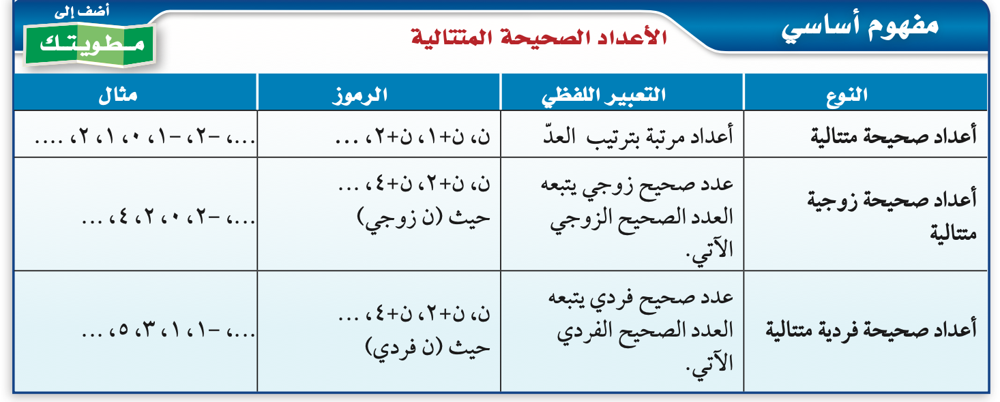 مفهوم أساسي
أضف إلى
مـطويـتـك
الأعداد الصحيحة المتتالية
النوع
التعبير اللفظي
الرموز
مثال
أعداد صحيحة متتالية
أعداد مرتبة بترتيب العدّ
ن، ن+١، ن+٢، ...
...، -٢، -١، ٠، ١، ٢، ....
أعداد صحيحة زوجية
متتالية
عدد صحيح زوجي يتبعه
العدد الصحيح الزوجي
الآتي.
ن، ن+٢، ن+٤، ...
حيث (ن زوجي)
...، -٢، ٠، ٢، ٤، ...
أعداد صحيحة فردية متتالية
عدد صحيح فردي يتبعه
العدد الصحيح الفردي
الآتي.
ن، ن+٢، ن+٤، ...
حيث (ن فردي)
...، -١، ١، ٣، ٥، ...